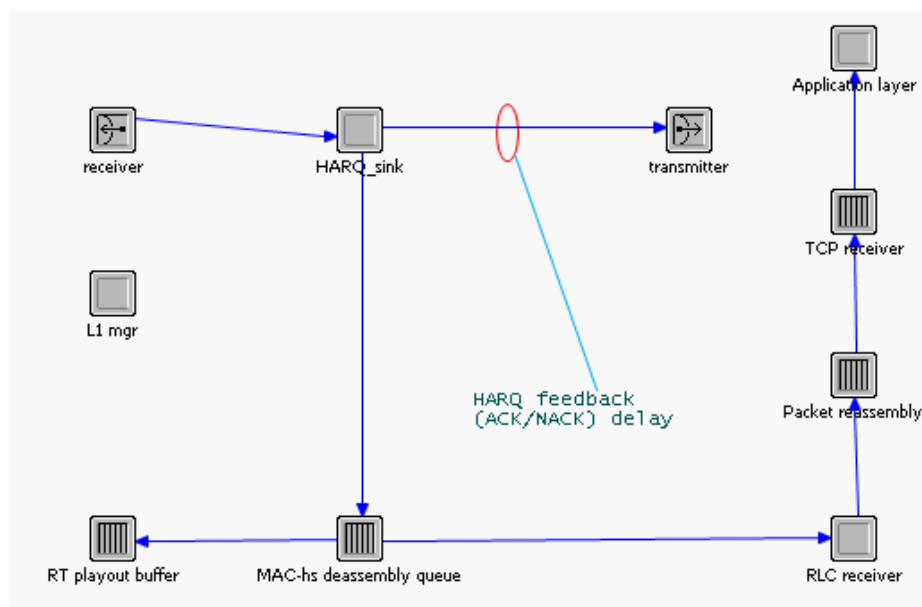 Application layer
receiver
HARQ_sink
transmitter
TCP receiver
L1 mgr
HARQ feedback
(ACK/NACK) delay
Packet reassembly
RT playout buffer
MAC-hs deassembly queue
RLC receiver